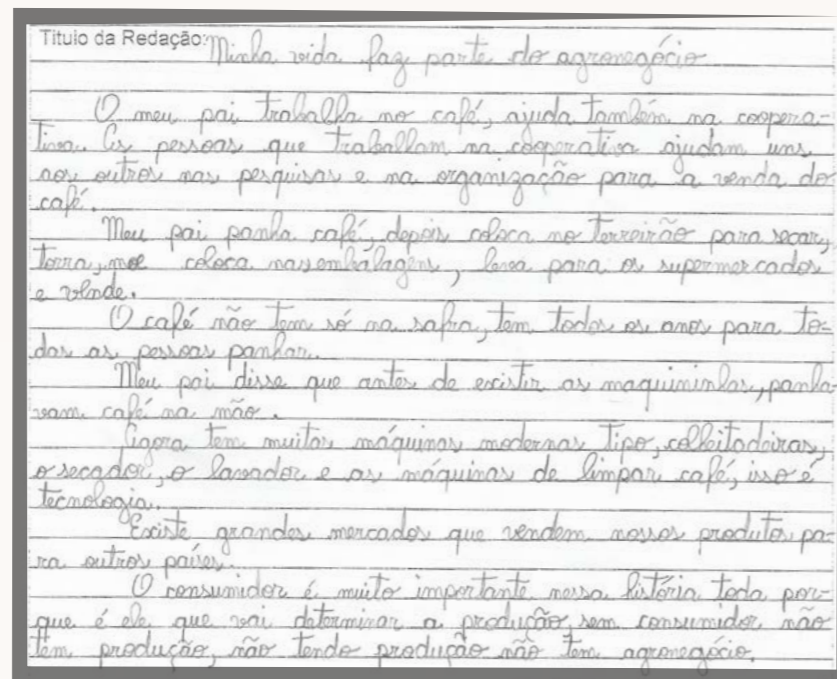 Titulo da Redação: Minha vida faz parte do agronegócio
O meu pai trabalha no café, ajuda também na coopera-
tiva. As pessoas que trabalham na cooperativa ajudam uns
aos outros nas pesquisas e na organização para a venda do
café.
Meu pai panha café, depois coloca no terreirão para secar,
torra, moe coloca nas embalagens, leva para os supermercados
e vende.
O café não tem só na safra, tem todos os anos para to-
das as pessoas panhar.
Meu pai disse que antes de existir as maquininhas, panha-
vam café na mão.
Agora tem muitas máquinas modernas tipo, colheitadeiras,
o secador, o lavador e as máquinas de limpar café, isso é
tecnologia.
Existe grandes mercados que vendem nossos produtos pa-
ra outros países.
O consumidor é muito importante nessa história toda por-
que é ele que vai determinar a produção, sem consumidor não
tem produção, não tendo produção não tem agronegócio.